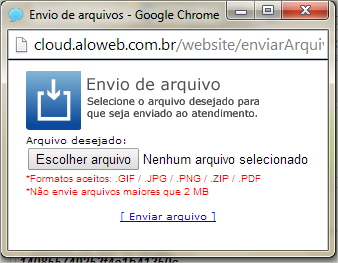 Envio de arquivos - Google Chrome
cloud.aloweb.com.br/website/enviarArqui
Envio de arquivo
Selecione o arquivo desejado para
que seja enviado ao atendimento.
Arquivo desejado:
Escolher arquivo Nenhum arquivo selecionado
*Formatos aceitos: .GIF / .JPG / .PNG / .ZIP / .PDF
*Não envie arquivos maiores que 2 MB
[ Enviar arquivo ]